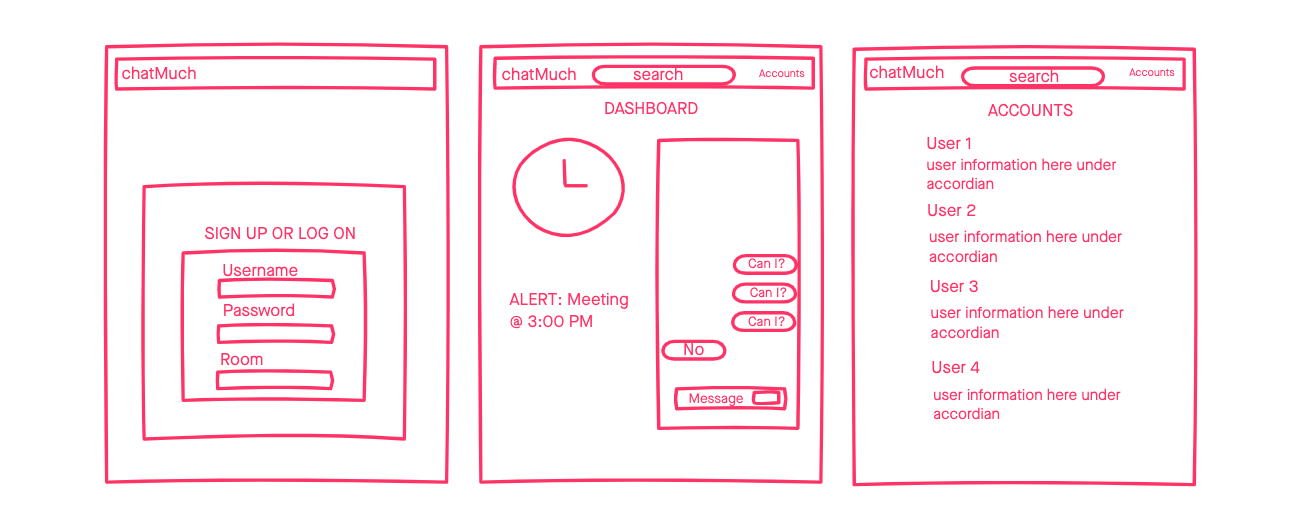 chatMuch
SIGN UP OR LOG ON
Username
Password
Room
chatMuch
search
Accounts
DASHBOARD
ALERT: Meeting
@ 3:00 PM
Can I?
Can I?
Can I?
No
Message
chatMuch
search
Accounts
ACCOUNTS
User 1
user information here under
accordian
User 2
user information here under
accordian
User 3
user information here under
accordian
User 4
user information here under
accordian